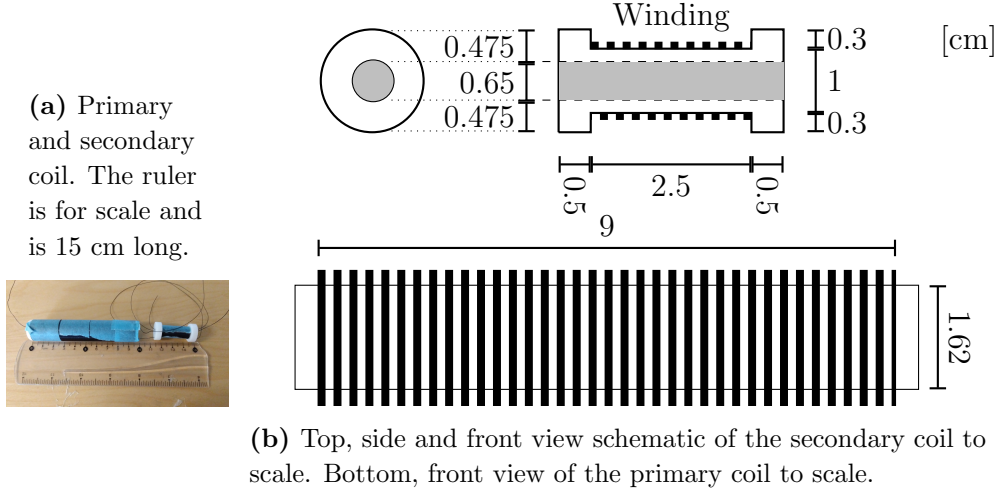 (a) Primary
and secondary
coil. The ruler
is for scale and
is 15 cm long.
Winding
[cm]
0.475
0.65
0.475
0.3
1
0.3
0.5
2.5
0.5
9
1.62
(b) Top, side and front view schematic of the secondary coil to
scale. Bottom, front view of the primary coil to scale.